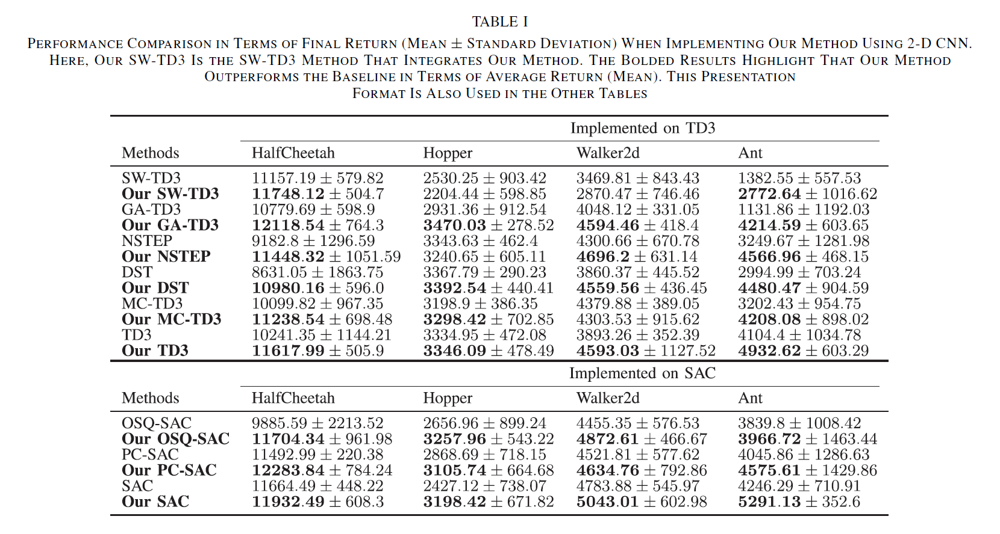 TABLE I
PERFORMANCE COMPARISON IN TERMS OF FINAL RETURN (MEAN ± STANDARD DEVIATION) WHEN IMPLEMENTING OUR METHOD USING 2-D CNN.
HERE, OUR SW-TD3 IS THE SW-TD3 METHOD THAT INTEGRATES OUR METHOD. THE BOLDED RESULTS HIGHLIGHT THAT OUR METHOD
OUTPERFORMS THE BASELINE IN TERMS OF AVERAGE RETURN (MEAN). THIS PRESENTATION
FORMAT IS ALSO USED IN THE OTHER TABLES
Implemented on TD3
Methods HalfCheetah Hopper Walker2d Ant
SW-TD3 11157.19 ± 579.82 2530.25 ± 903.42 3469.81 ± 843.43 1382.55 ± 557.53
Our SW-TD3 11748.12 ± 504.7 2204.44 ± 598.85 2870.47 ± 746.46 2772.64 ± 1016.62
GA-TD3 10779.69 ± 598.9 2931.36 ± 912.54 4048.12 ± 331.05 1131.86 ± 1192.03
Our GA-TD3 12118.54 ± 764.3 3470.03 ± 278.52 4594.46 ± 418.4 4214.59 ± 603.65
NSTEP 9182.8 ± 1296.59 3343.63 ± 462.4 4300.66 ± 670.78 3249.67 ± 1281.98
Our NSTEP 11448.32 ± 1051.59 3240.65 ± 605.11 4696.2 ± 631.14 4566.96 ± 468.15
DST 8631.05 ± 1863.75 3367.79 ± 290.23 3860.37 ± 445.52 2994.99 ± 703.24
Our DST 10980.16 ± 596.0 3392.54 ± 440.41 4559.56 ± 436.45 4480.47 ± 904.59
MC-TD3 10099.82 ± 967.35 3198.9 ± 386.35 4379.88 ± 389.05 3202.43 ± 954.75
Our MC-TD3 11238.54 ± 698.48 3298.42 ± 702.85 4303.53 ± 915.62 4208.08 ± 898.02
TD3 10241.35 ± 1144.21 3334.95 ± 472.08 3893.26 ± 352.39 4104.4 ± 1034.78
Our TD3 11617.99 ± 505.9 3346.09 ± 478.49 4593.03 ± 1127.52 4932.62 ± 603.29
Implemented on SAC
Methods HalfCheetah Hopper Walker2d Ant
OSQ-SAC 9885.59 ± 2213.52 2656.96 ± 899.24 4455.35 ± 576.53 3839.8 ± 1008.42
Our OSQ-SAC 11704.34 ± 961.98 3257.96 ± 543.22 4872.61 ± 466.67 3966.72 ± 1463.44
PC-SAC 11492.99 ± 220.38 2868.69 ± 718.15 4521.81 ± 577.62 4045.86 ± 1286.63
Our PC-SAC 12283.84 ± 784.24 3105.74 ± 664.68 4634.76 ± 792.86 4575.61 ± 1429.86
SAC 11664.49 ± 448.22 2427.12 ± 738.07 4783.88 ± 545.97 4246.29 ± 710.91
Our SAC 11932.49 ± 608.3 3198.42 ± 671.82 5043.01 ± 602.98 5291.13 ± 352.6